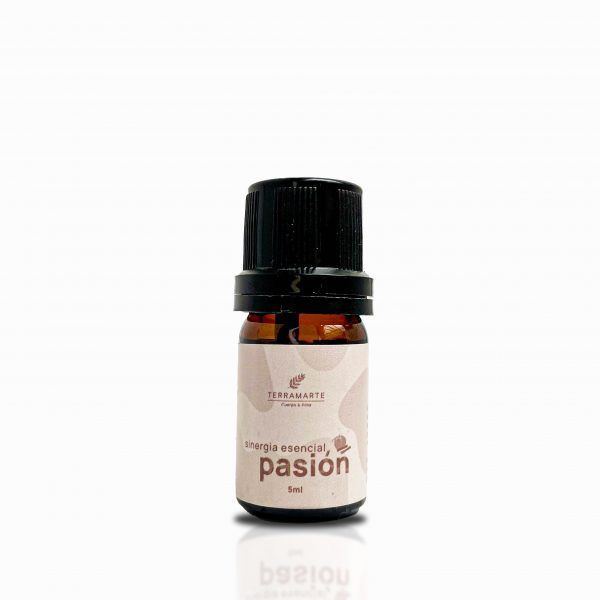 TERRAMARTE
Cuerpo & Alma
sinergia esencial
pasión
5ml